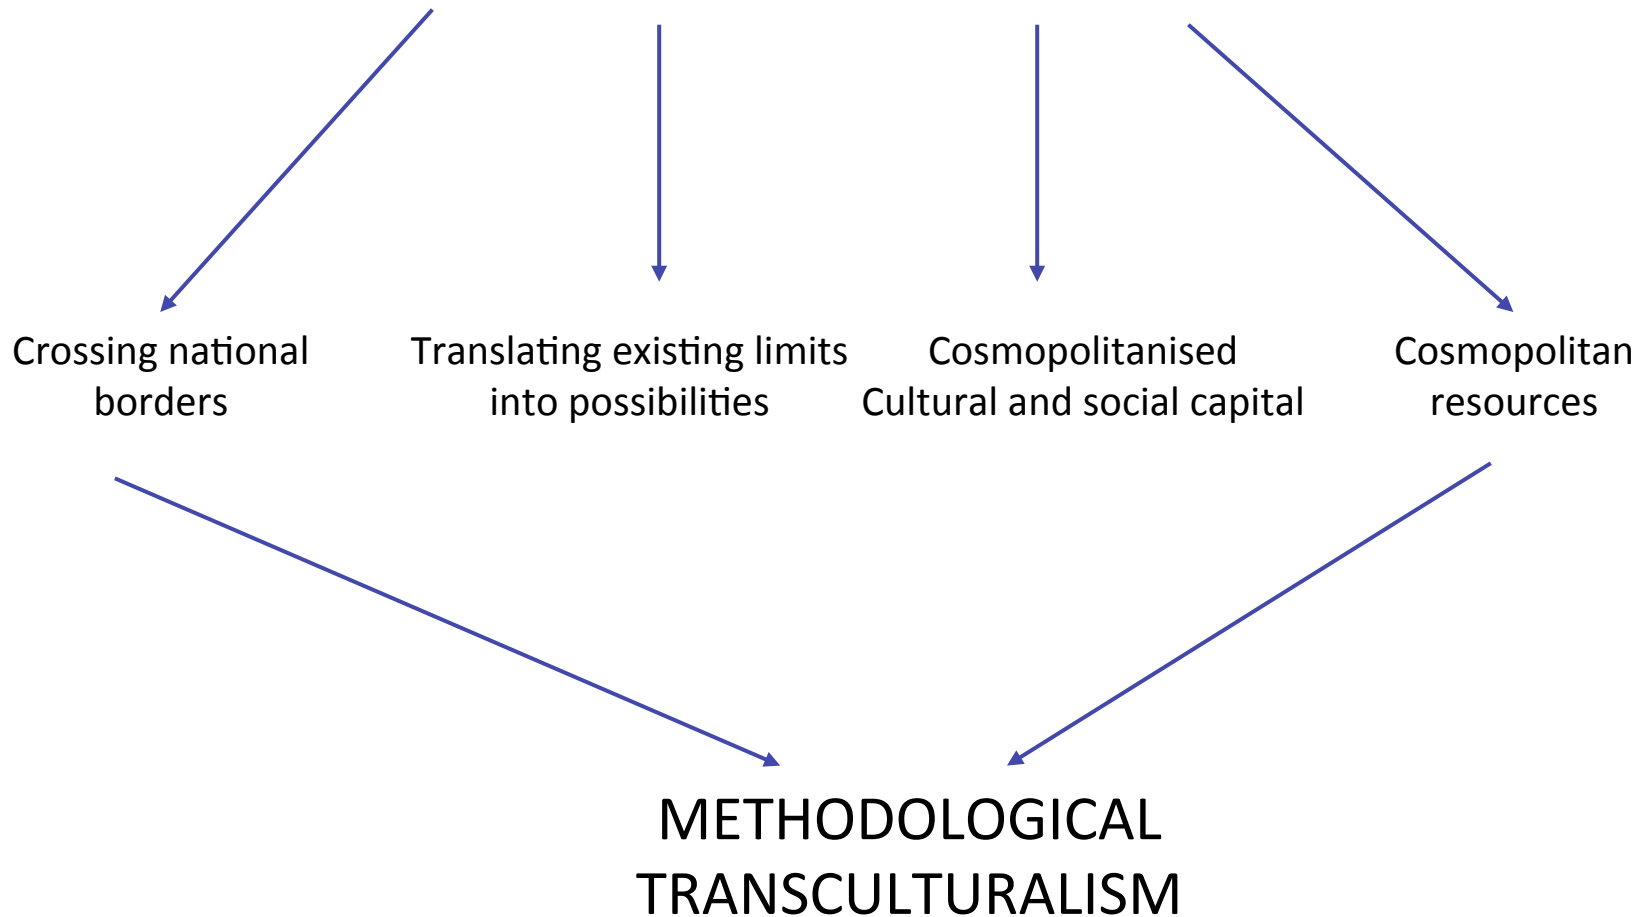 Crossing national
borders
Translating existing limits
into possibilities
Cosmopolitanised
Cultural and social capital
Cosmopolitan
resources
METHODOLOGICAL
TRANSCULTURALISM